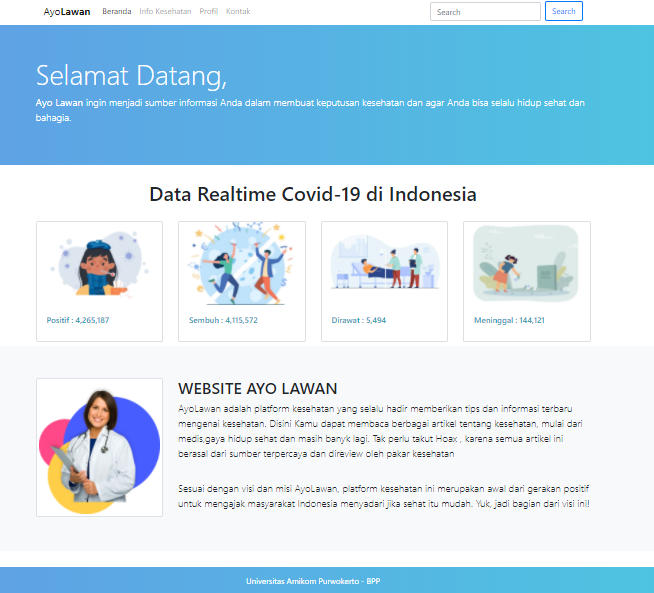 AyoLawan Beranda Info Kesehatan Profil Kontak Search Search
Selamat Datang,
Ayo Lawan ingin menjadi sumber informasi Anda dalam membuat keputusan kesehatan dan agar Anda bisa selalu hidup sehat dan
bahagia.
Data Realtime Covid-19 di Indonesia
Positif : 4,265,187
Sembuh : 4,115,572
Dirawat : 5,494
Meninggal : 144,121
WEBSITE AYO LAWAN
AyoLawan adalah platform kesehatan yang selalu hadir memberikan tips dan informasi terbaru
mengenai kesehatan. Disini Kamu dapat membaca berbagai artikel tentang kesehatan, mulai dari
medis,gaya hidup sehat dan masih banyk lagi. Tak perlu takut Hoax , karena semua artikel ini
berasal dari sumber terpercaya dan direview oleh pakar kesehatan
Sesuai dengan visi dan misi AyoLawan, platform kesehatan ini merupakan awal dari gerakan positif
untuk mengajak masyarakat Indonesia menyadari jika sehat itu mudah. Yuk, jadi bagian dari visi ini!
Universitas Amikom Purwokerto - BPP